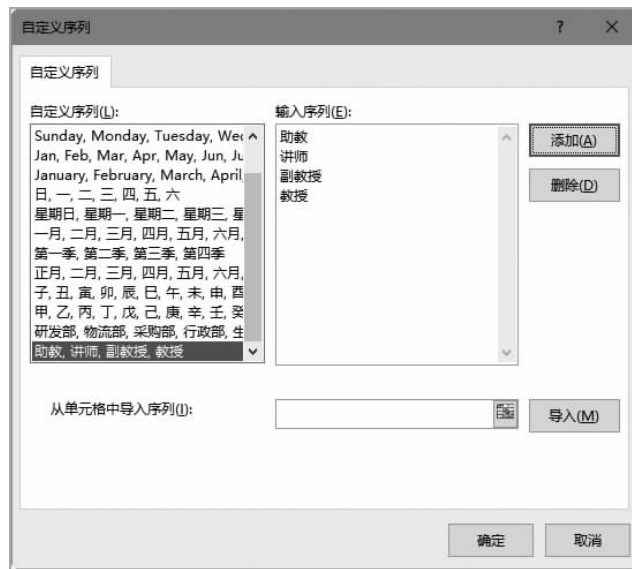 自定义序列
? ×
自定义序列
自定义序列(L):
Sunday, Monday, Tuesday, Wec
Jan, Feb, Mar, Apr, May, Jun, Ju
January, February, March, April,
日, 一, 二, 三, 四, 五, 六
星期日, 星期一, 星期二, 星期三, 星
一月, 二月, 三月, 四月, 五月, 六月,
第一季, 第二季, 第三季, 第四季
正月, 二月, 三月, 四月, 五月, 六月,
子, 丑, 寅, 卯, 辰, 巳, 午, 未, 申, 酉
甲, 乙, 丙, 丁, 戊, 己, 庚, 辛, 壬, 癸
研发部, 物流部, 采购部, 行政部, 生
助教, 讲师, 副教授, 教授
输入序列(E):
助教
讲师
副教授
教授
添加(A)
删除(D)
从单元格中导入序列(I):
导入(M)
确定
取消